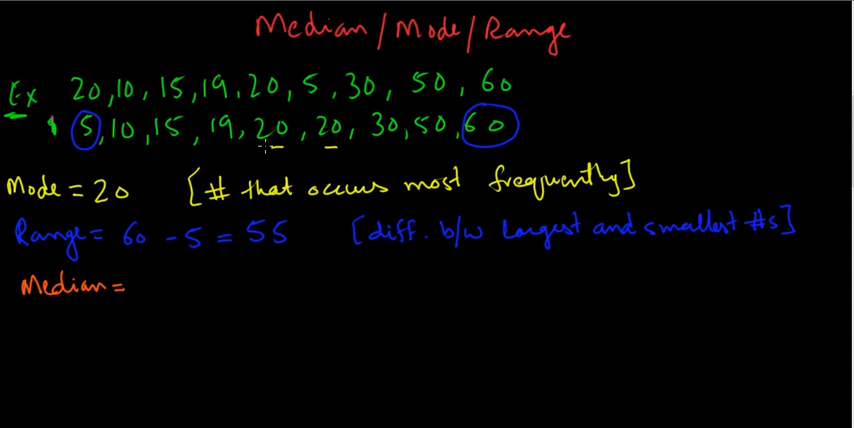 Median/Mode/Range
Ex 20, 10, 15, 19, 20, 5, 30, 50, 60
5, 10, 15, 19, 20, 20, 30, 50, 60
Mode = 20 [# that occurs most frequently]
Range = 60 - 5 = 55 [diff. b/w largest and smallest #s]
Median =